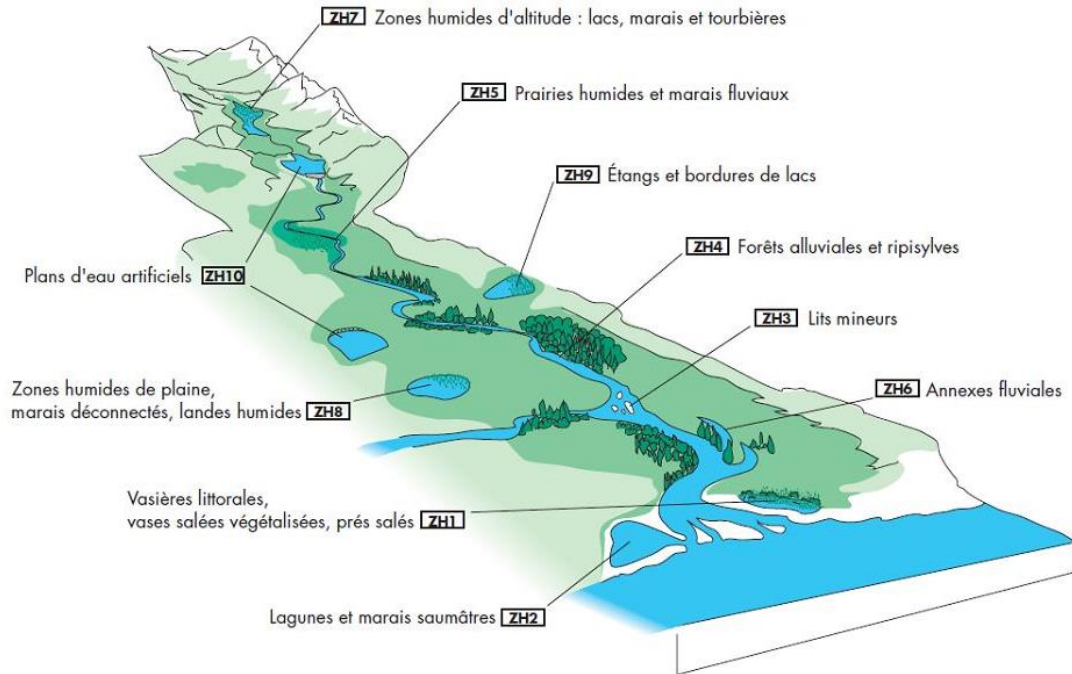 ZH7 Zones humides d'altitude : lacs, marais et tourbières
ZH5 Prairies humides et marais fluviaux
ZH9 Étangs et bordures de lacs
ZH4 Forêts alluviales et ripisylves
Plans d'eau artificiels ZH10
ZH3 Lits mineurs
Zones humides de plaine,
marais déconnectés, landes humides ZH8
ZH6 Annexes fluviales
Vasières littorales,
vases salées végétalisées, prés salés ZH1
Lagunes et marais saumâtres ZH2